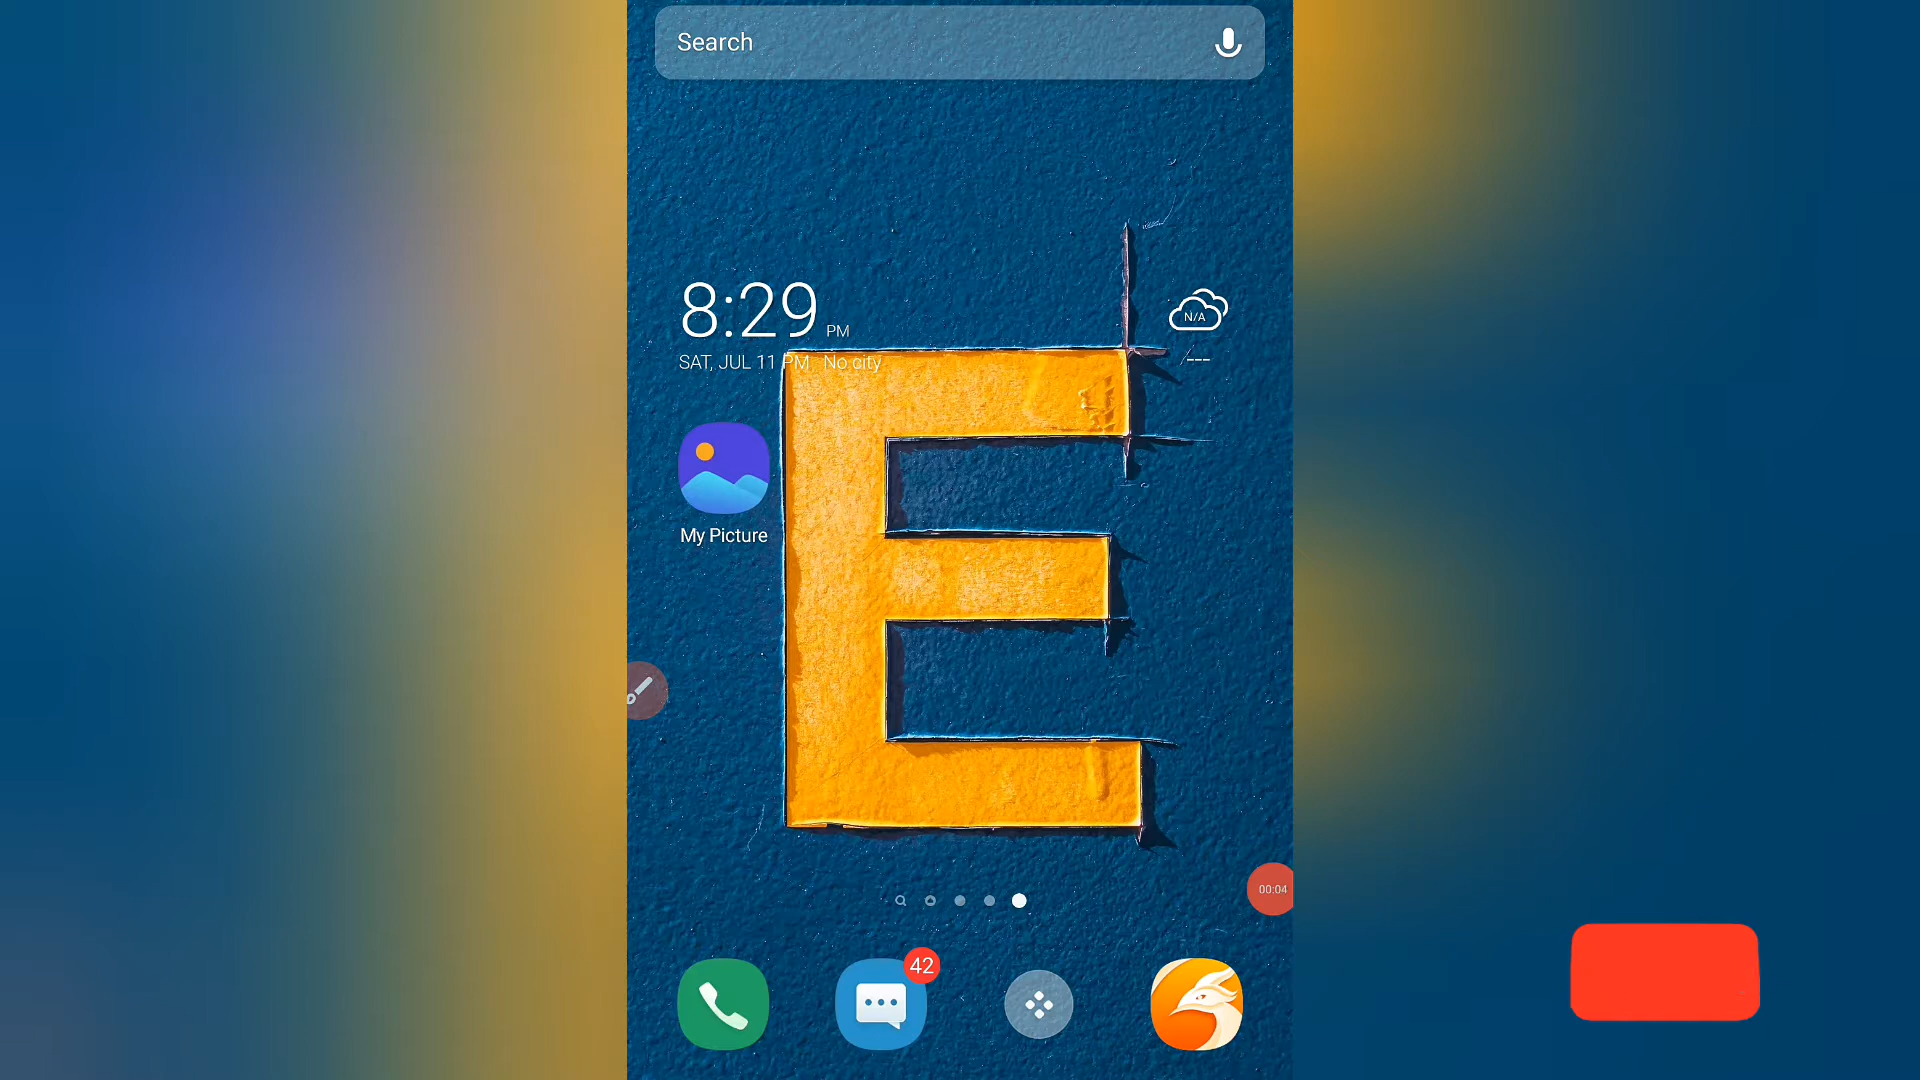 Search
8:29 PM
N/A
SAT, JUL 11 PM, No city
---
My Picture
E
00:04
42